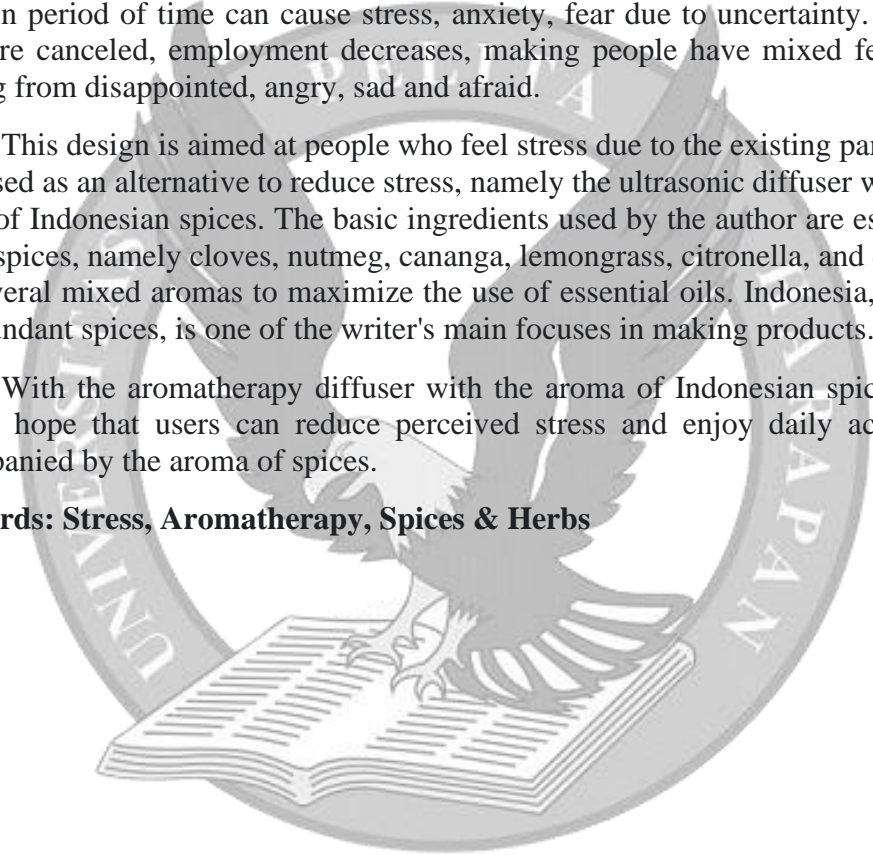 n period of time can cause stress, anxiety, fear due to uncertainty.
re canceled, employment decreases, making people have mixed fe
g from disappointed, angry, sad and afraid.
This design is aimed at people who feel stress due to the existing pan
sed as an alternative to reduce stress, namely the ultrasonic diffuser w
of Indonesian spices. The basic ingredients used by the author are es
spices, namely cloves, nutmeg, cananga, lemongrass, citronella, and
veral mixed aromas to maximize the use of essential oils. Indonesia,
undant spices, is one of the writer's main focuses in making products.
With the aromatherapy diffuser with the aroma of Indonesian spic
hope that users can reduce perceived stress and enjoy daily ac
panied by the aroma of spices.
rds: Stress, Aromatherapy, Spices & Herbs
UNIVERSITAS PELITA HARAPAN